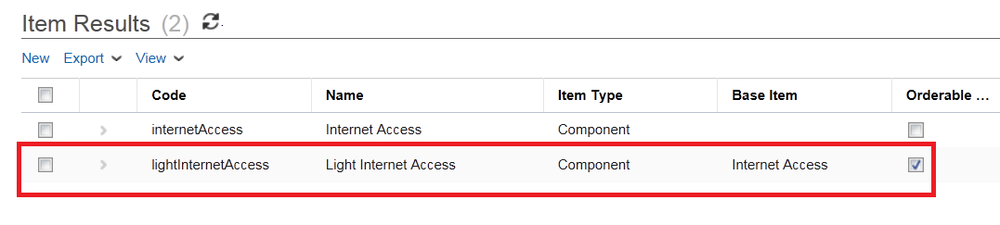 Item Results (2)
New Export View
Code Name Item Type Base Item Orderable ...
internetAccess Internet Access Component
lightInternetAccess Light Internet Access Component Internet Access